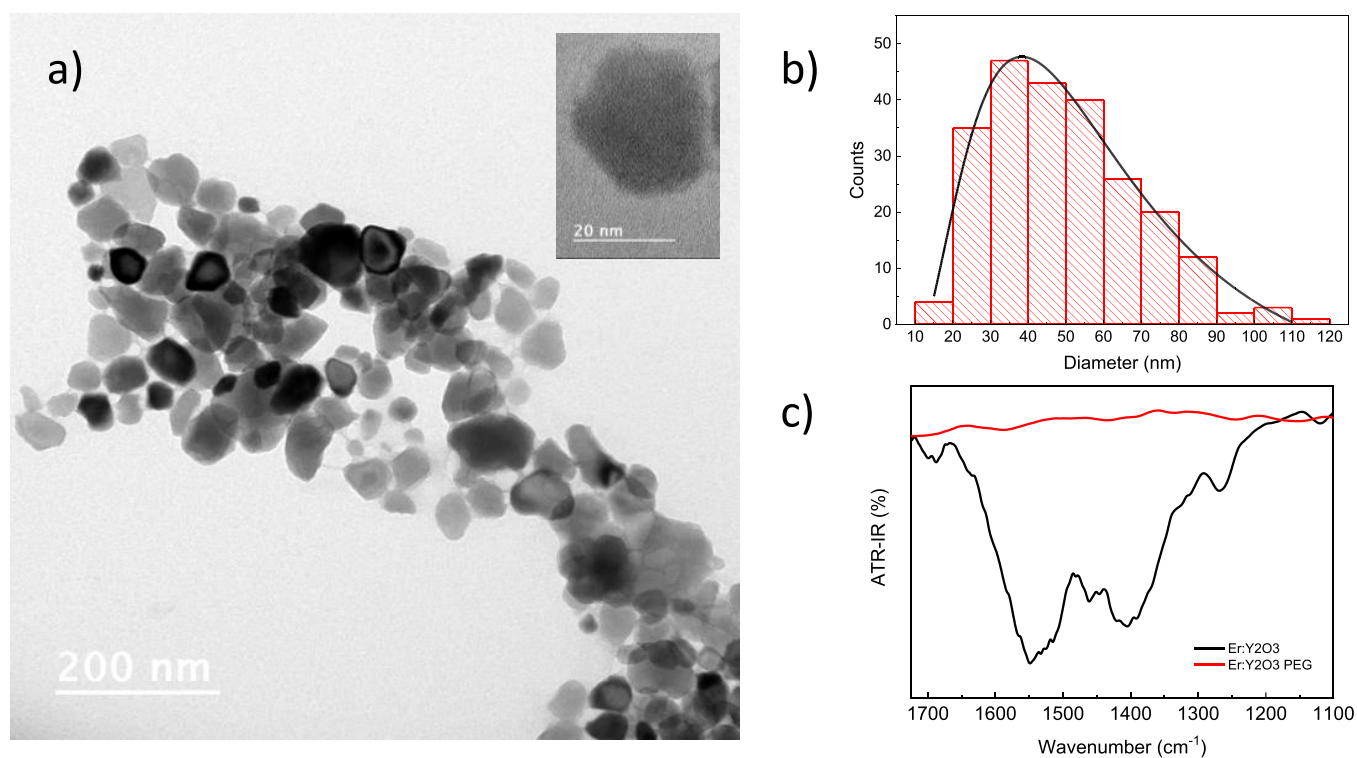 a)
20 nm
200 nm
b)
50
40
30
20
10
0
Counts
10 20 30 40 50 60 70 80 90 100 110 120
Diameter (nm)
c)
ATR-IR (%)
Er:Y2O3
Er:Y2O3 PEG
1700 1600 1500 1400 1300 1200 1100
Wavenumber (cm⁻¹)